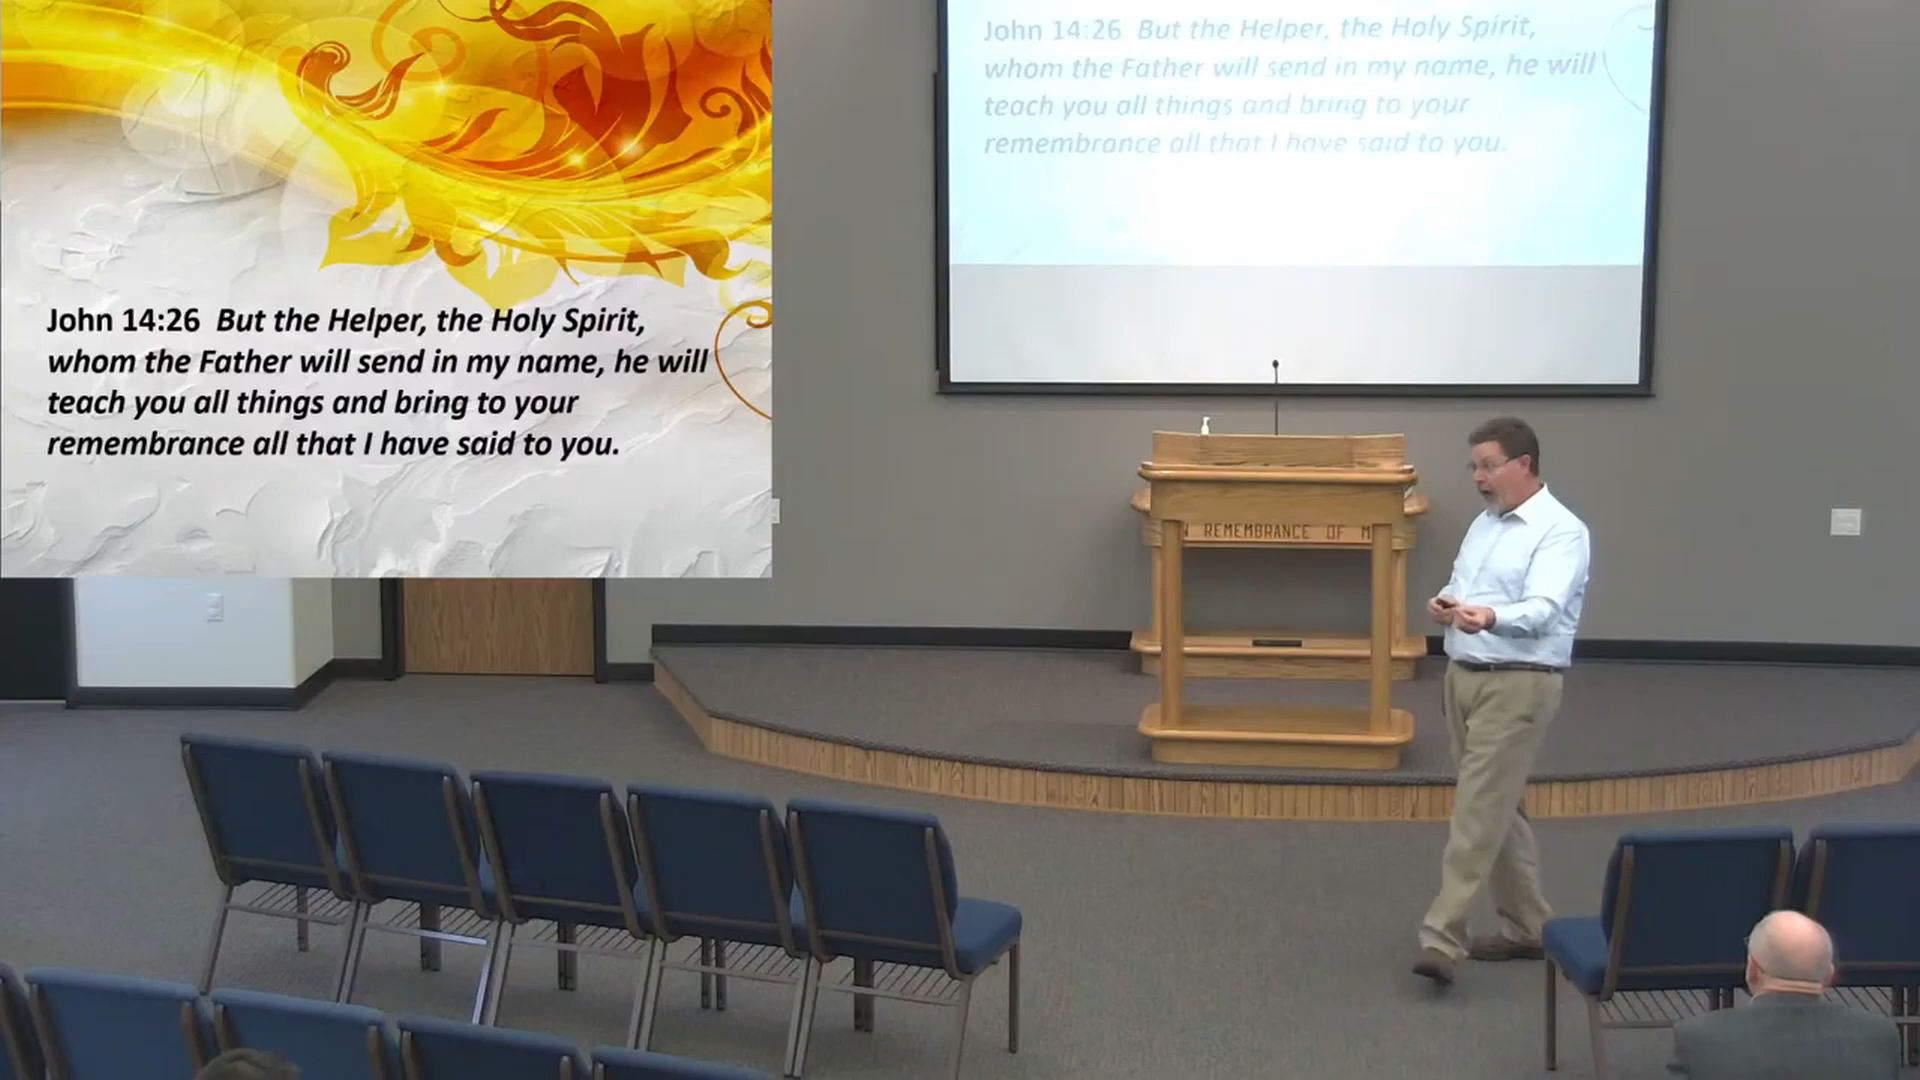 John 14:26 But the Helper, the Holy Spirit,
whom the Father will send in my name, he will
teach you all things and bring to your
remembrance all that I have said to you.
John 14:26 But the Helper, the Holy Spirit,
whom the Father will send in my name, he will
teach you all things and bring to your
remembrance all that I have said to you.
REMEMBRANCE OF M